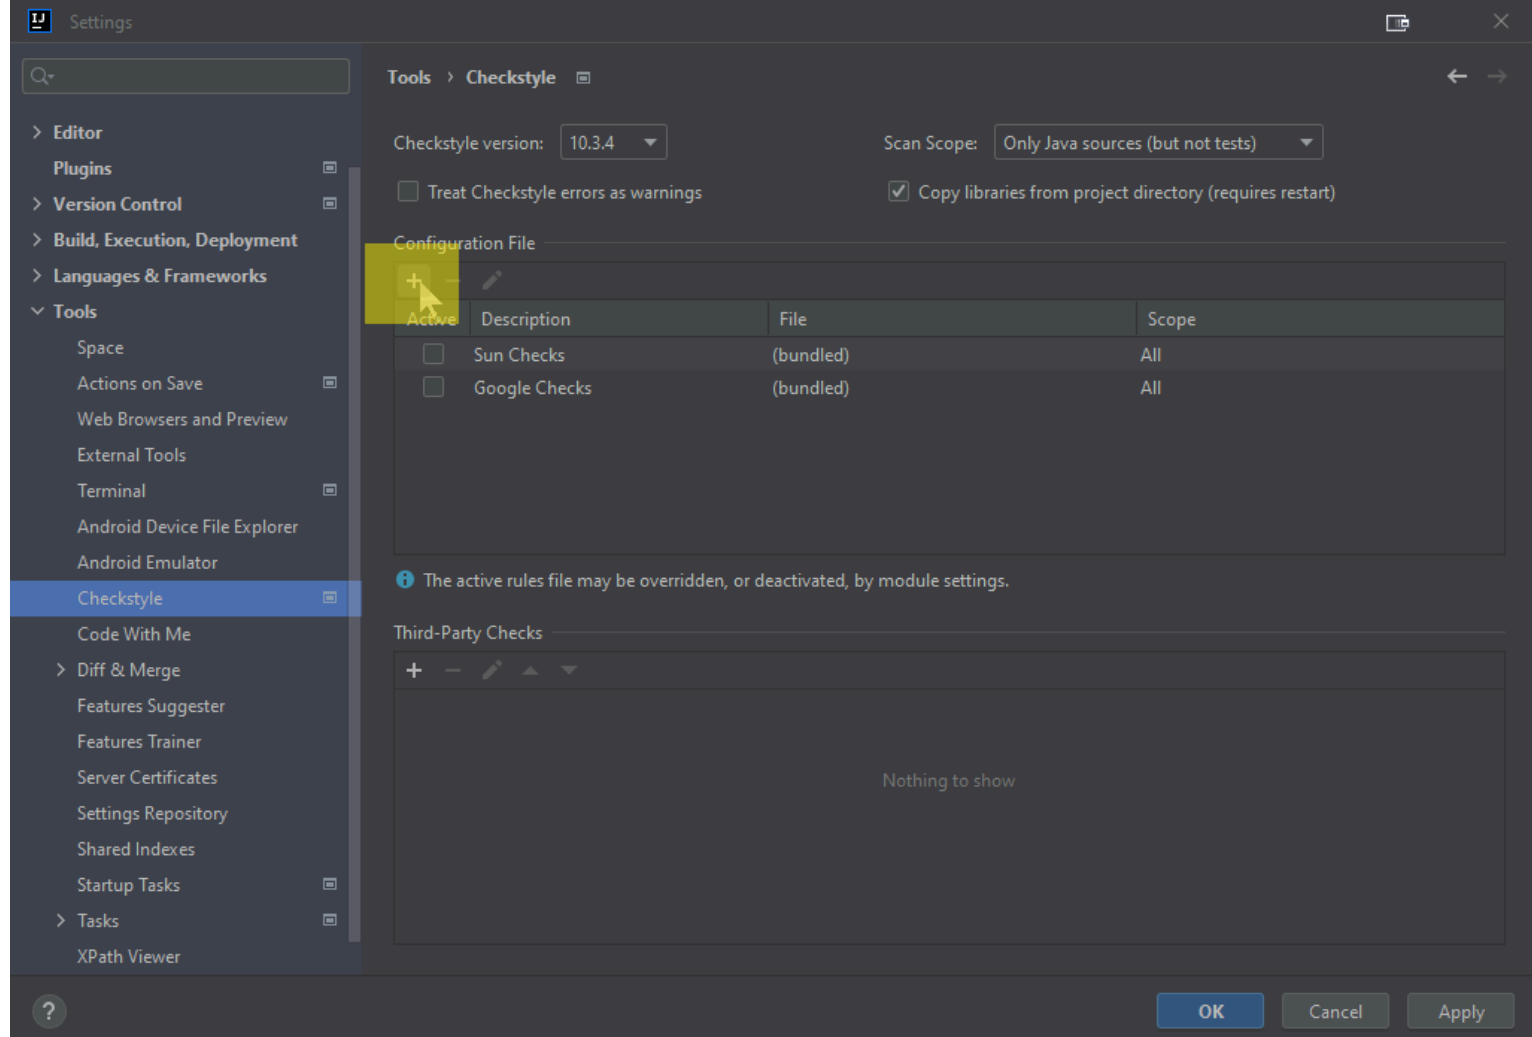 IJ Settings
Tools › Checkstyle
Editor
Plugins
Version Control
Build, Execution, Deployment
Languages & Frameworks
Tools
Space
Actions on Save
Web Browsers and Preview
External Tools
Terminal
Android Device File Explorer
Android Emulator
Checkstyle
Code With Me
Diff & Merge
Features Suggester
Features Trainer
Server Certificates
Settings Repository
Shared Indexes
Startup Tasks
Tasks
XPath Viewer
Checkstyle version: 10.3.4 Scan Scope: Only Java sources (but not tests)
Treat Checkstyle errors as warnings Copy libraries from project directory (requires restart)
Configuration File
Active Description File Scope
Sun Checks (bundled) All
Google Checks (bundled) All
The active rules file may be overridden, or deactivated, by module settings.
Third-Party Checks
Nothing to show
? OK Cancel Apply